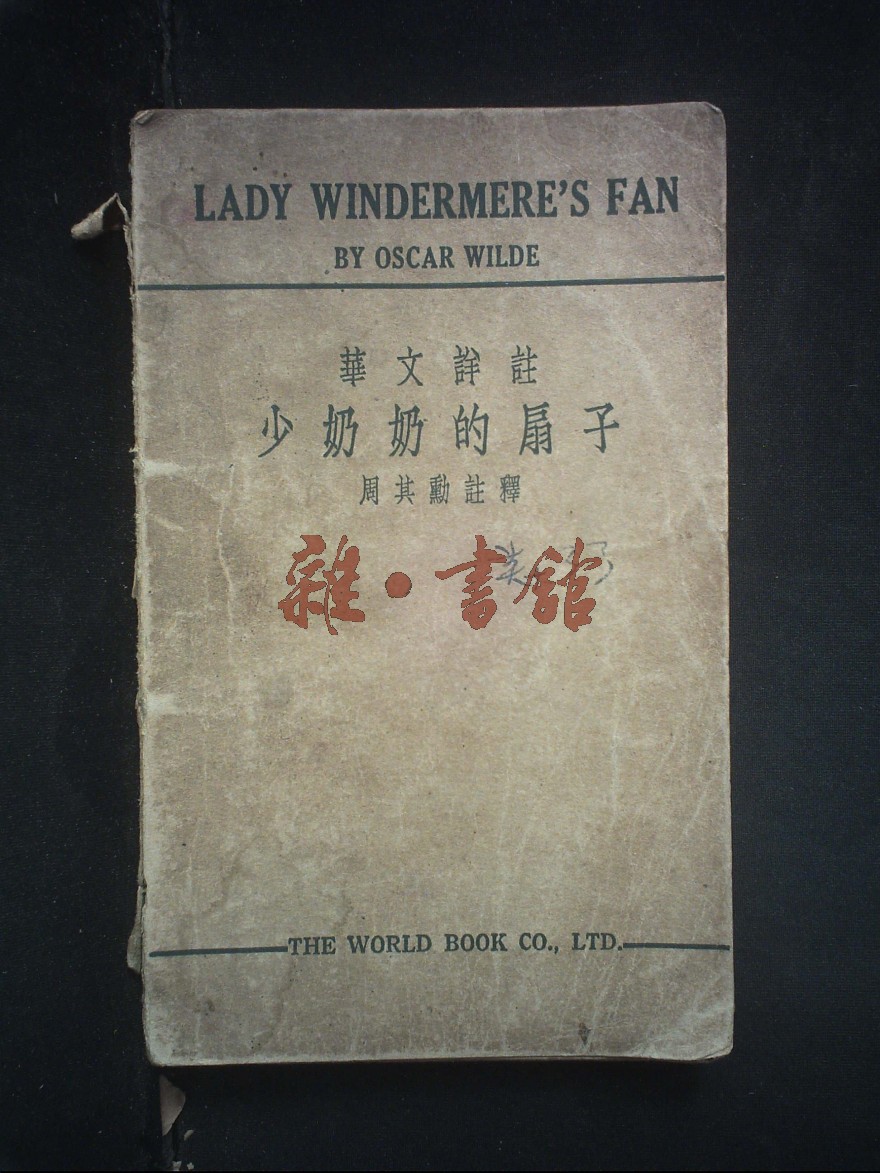 LADY WINDERMERE'S FAN
BY OSCAR WILDE
華文詳註
少奶奶的扇子
周其勳註釋
雜·書館
THE WORLD BOOK CO., LTD.